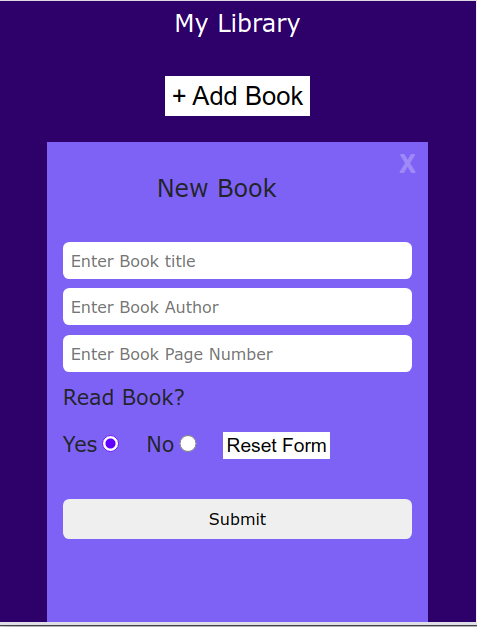 My Library
+ Add Book
X
New Book
Enter Book title
Enter Book Author
Enter Book Page Number
Read Book?
Yes No Reset Form
Submit